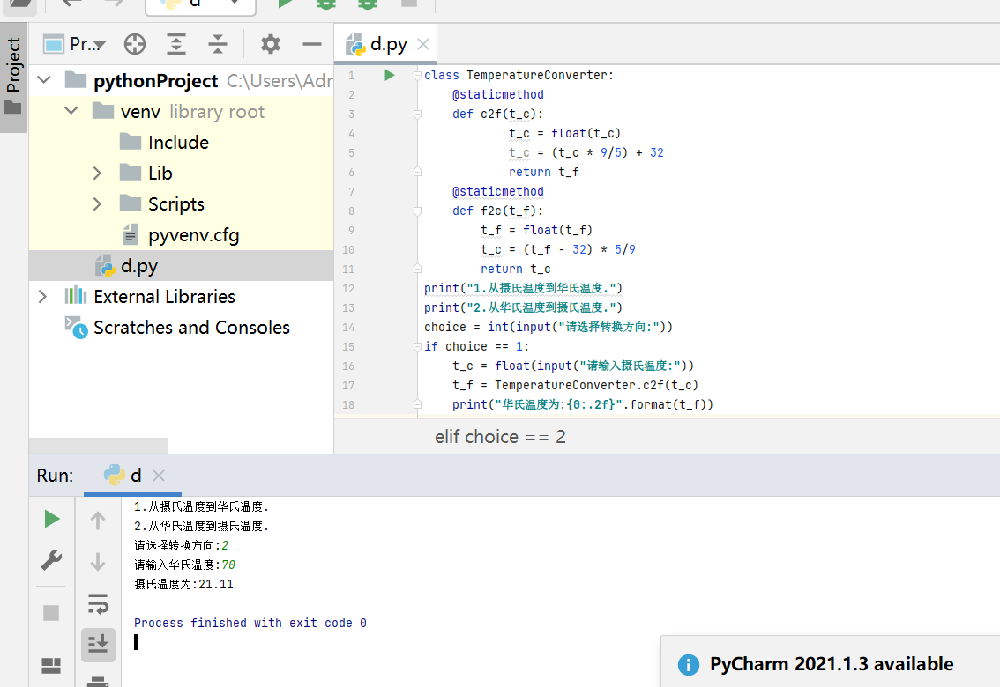 d
Project
Pr...
d.py
pythonProject C:\Users\Adr
venv library root
Include
Lib
Scripts
pyvenv.cfg
d.py
External Libraries
Scratches and Consoles
1 class TemperatureConverter:
2 @staticmethod
3 def c2f(t_c):
4 t_c = float(t_c)
5 t_c = (t_c * 9/5) + 32
6 return t_f
7 @staticmethod
8 def f2c(t_f):
9 t_f = float(t_f)
10 t_c = (t_f - 32) * 5/9
11 return t_c
12 print("1.从摄氏温度到华氏温度.")
13 print("2.从华氏温度到摄氏温度.")
14 choice = int(input("请选择转换方向:"))
15 if choice == 1:
16 t_c = float(input("请输入摄氏温度:"))
17 t_f = TemperatureConverter.c2f(t_c)
18 print("华氏温度为:{0:.2f}".format(t_f))
elif choice == 2
Run: d
1.从摄氏温度到华氏温度.
2.从华氏温度到摄氏温度.
请选择转换方向:2
请输入华氏温度:70
摄氏温度为:21.11
Process finished with exit code 0
PyCharm 2021.1.3 available